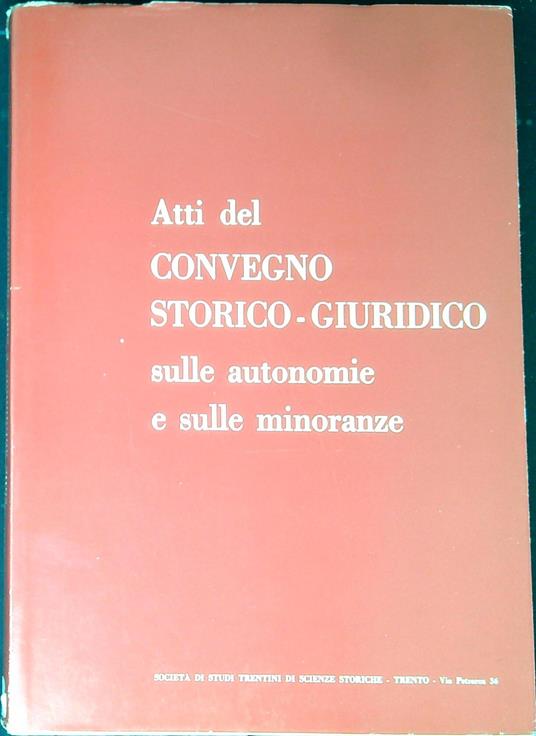 Atti del
CONVEGNO
STORICO-GIURIDICO
sulle autonomie
e sulle minoranze
SOCIETÀ DI STUDI TRENTINI DI SCIENZE STORICHE - TRENTO - Via Petrarca 36